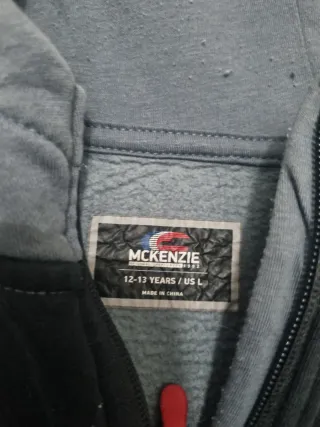 MCKENZIE
12-13 YEARS / US L
MADE IN CHINA